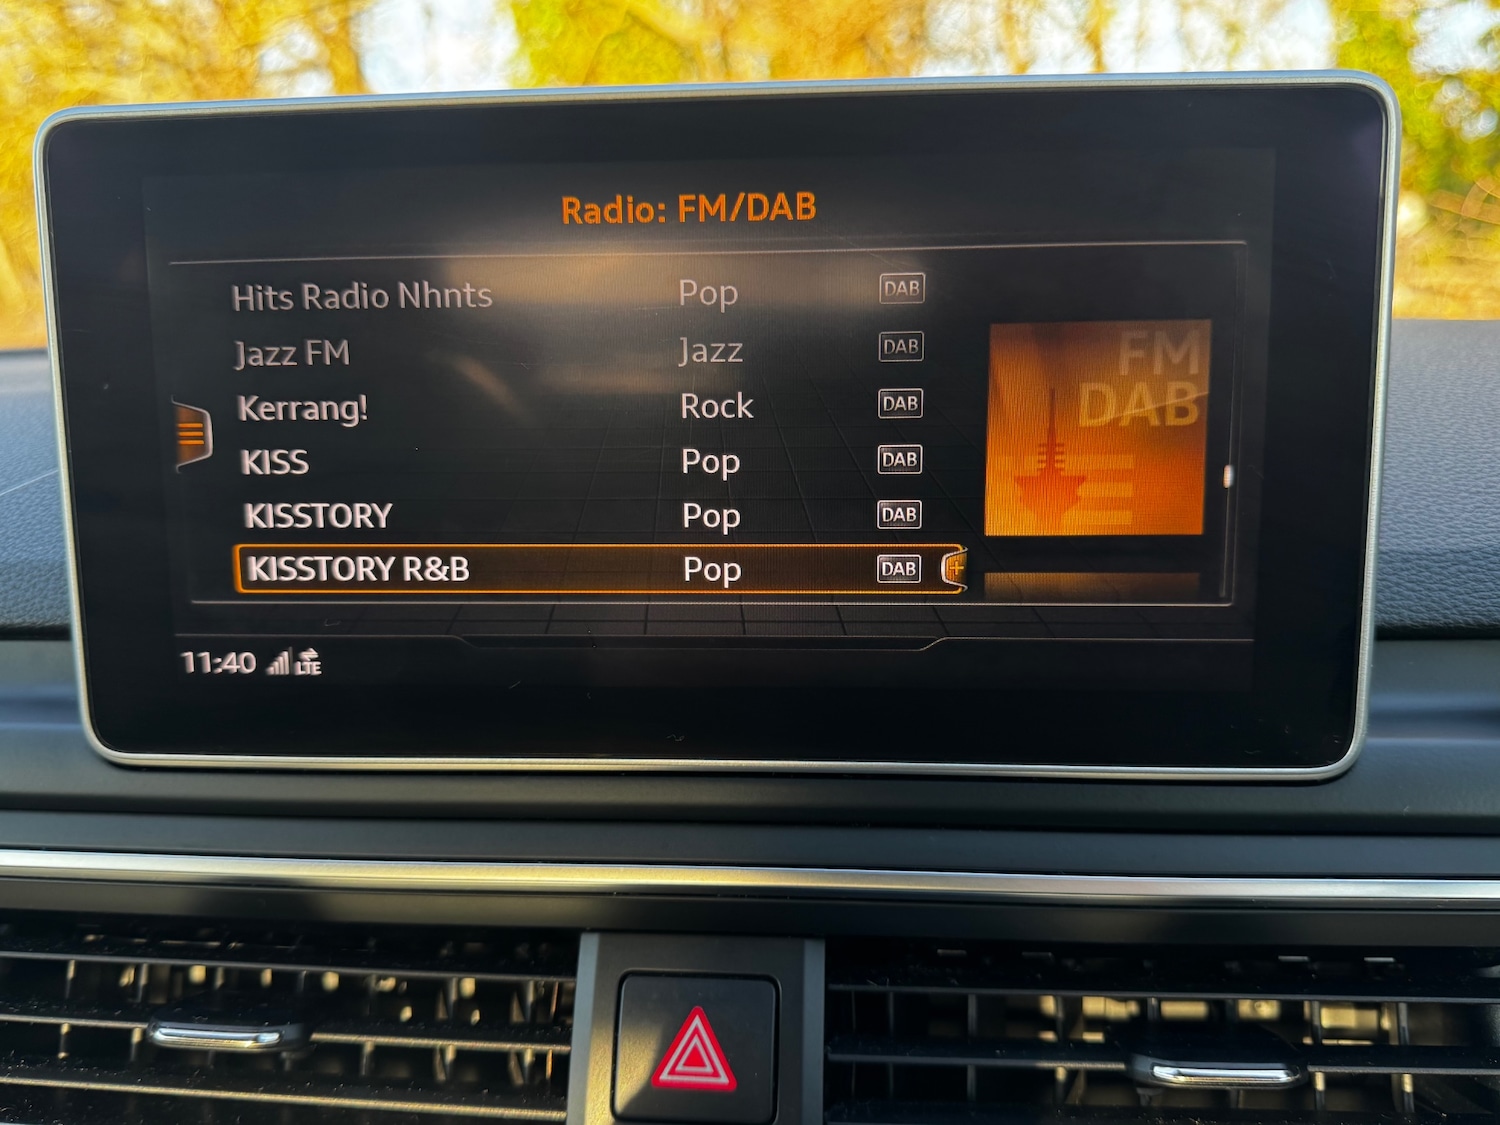 Radio: FM/DAB
Hits Radio Nhnts Pop DAB
Jazz FM Jazz DAB
Kerrang! Rock DAB
KISS Pop DAB
KISSTORY Pop DAB
KISSTORY R&B Pop DAB
FM
DAB
11:40 LTE